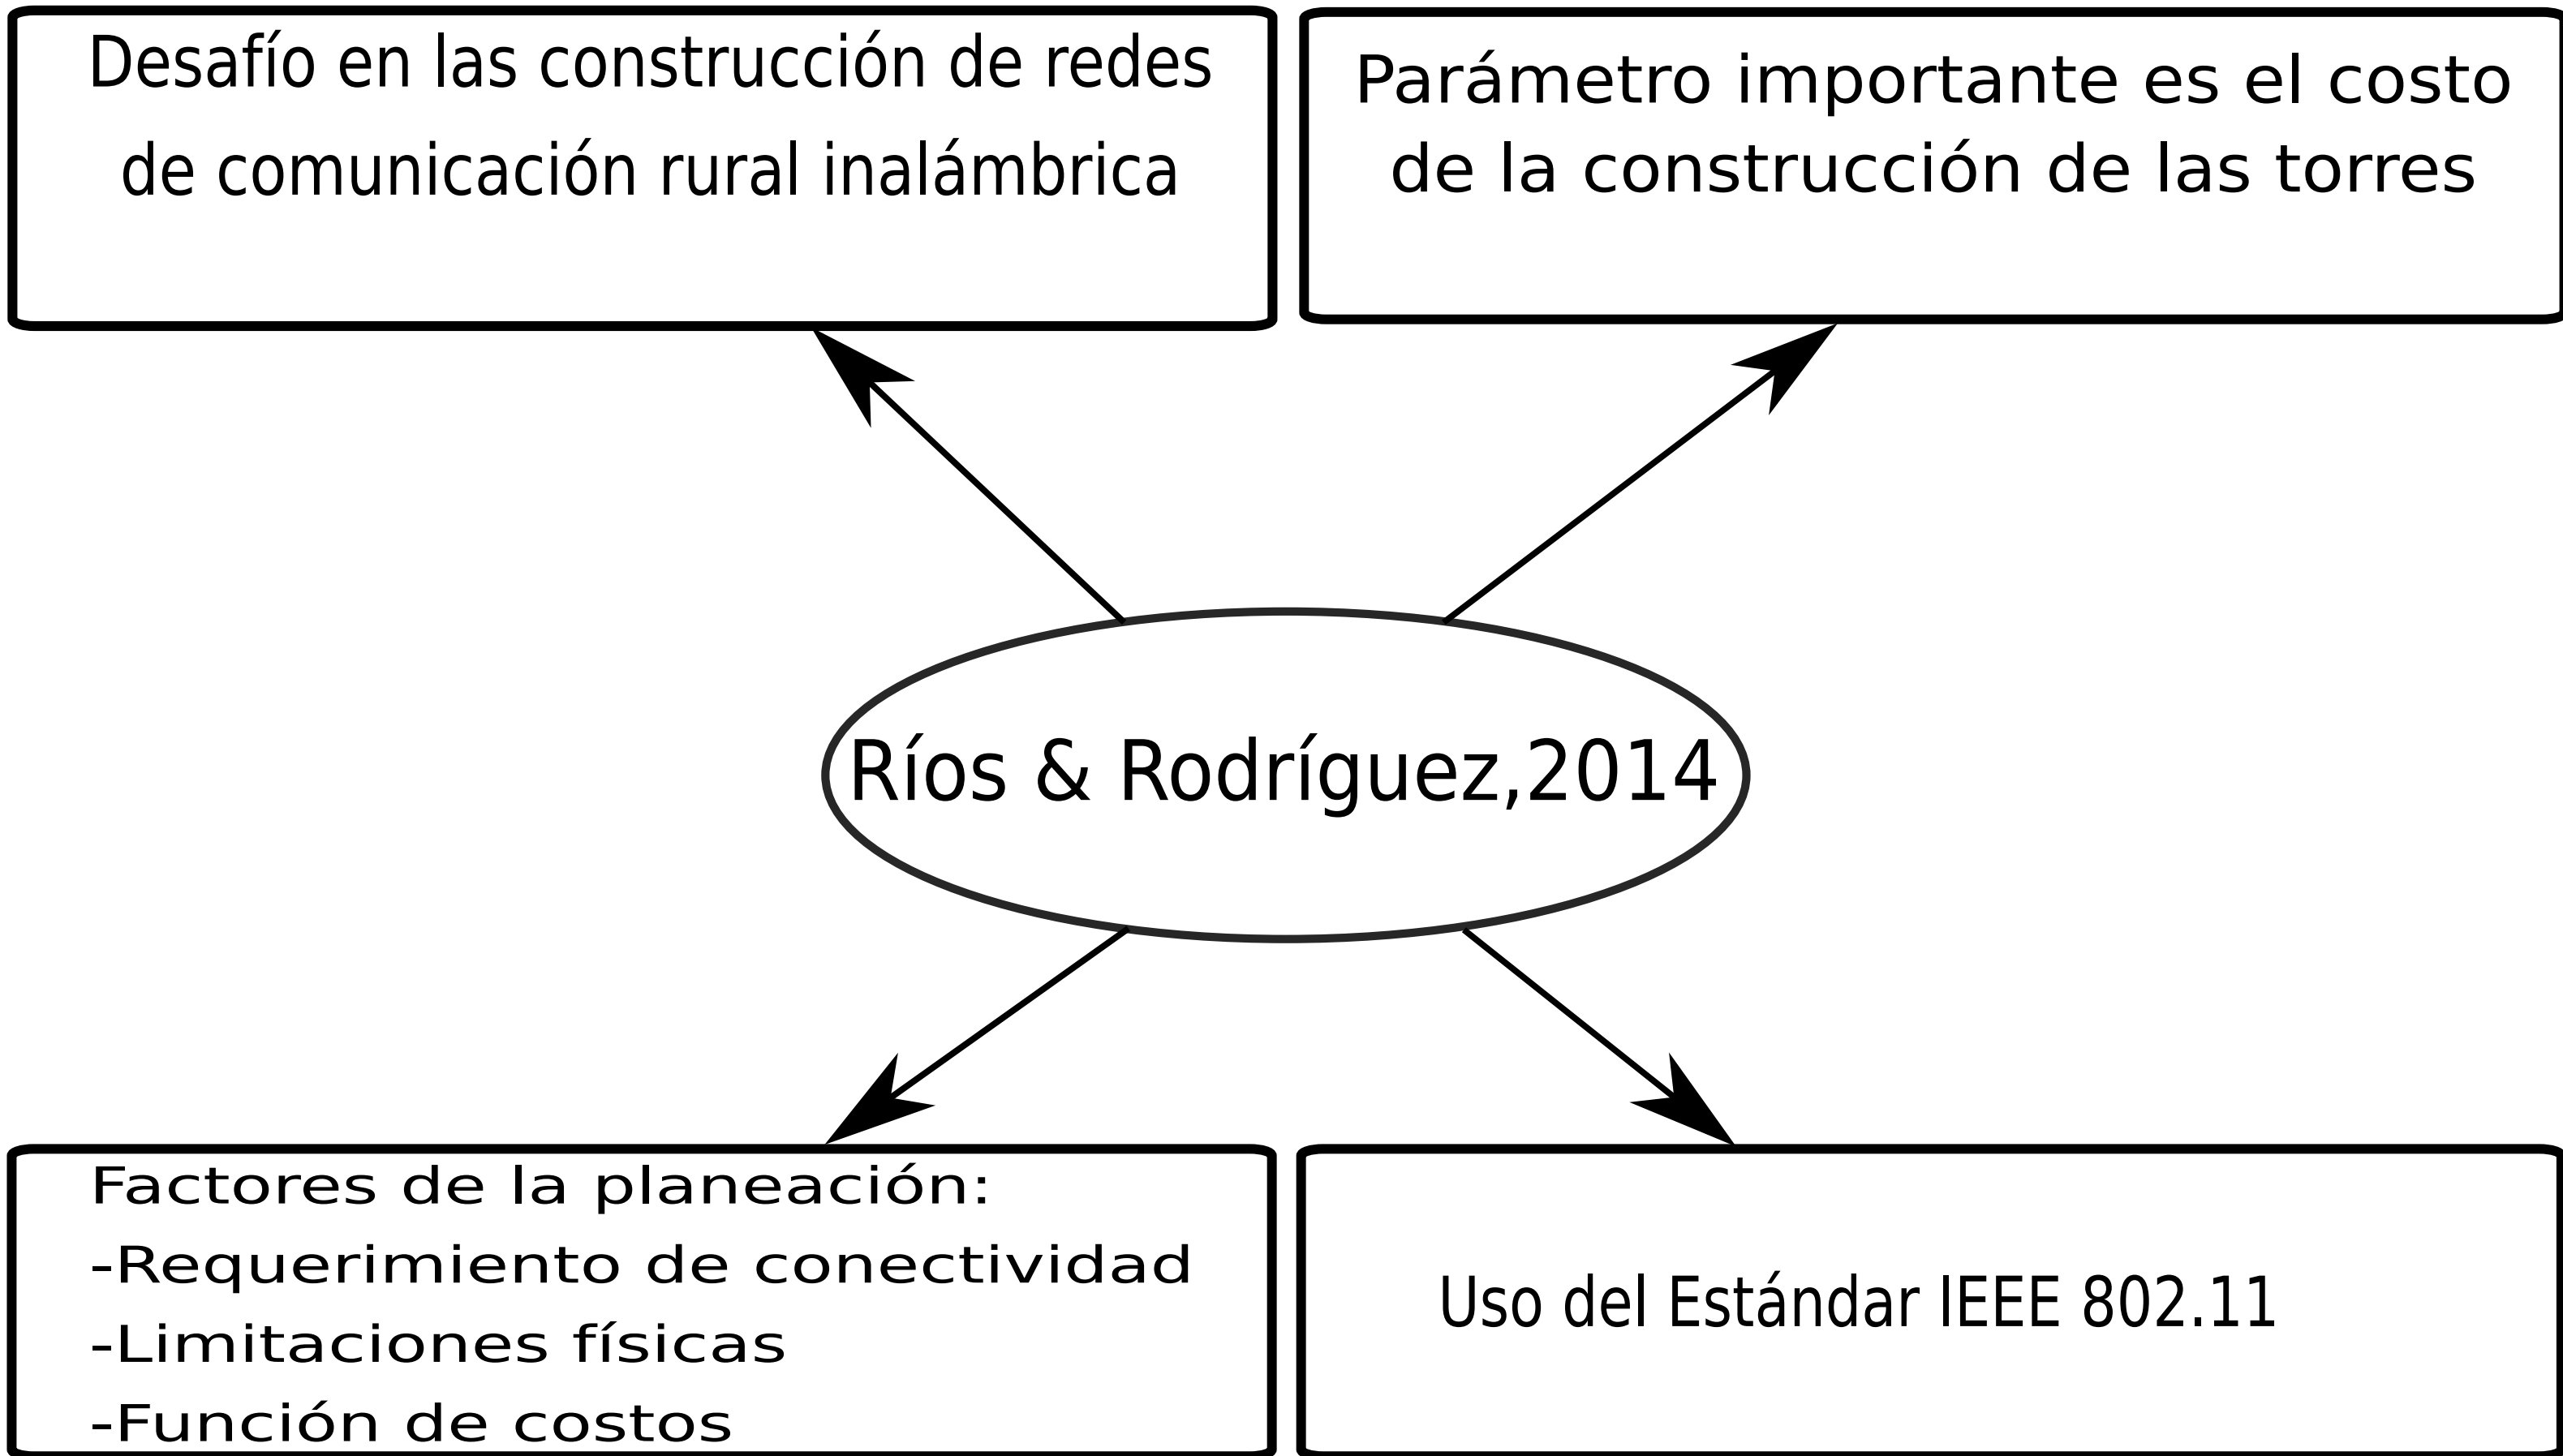 Desafío en las construcción de redes
de comunicación rural inalámbrica
Parámetro importante es el costo
de la construcción de las torres
Ríos & Rodríguez,2014
Factores de la planeación:
-Requerimiento de conectividad
-Limitaciones físicas
-Función de costos
Uso del Estándar IEEE 802.11